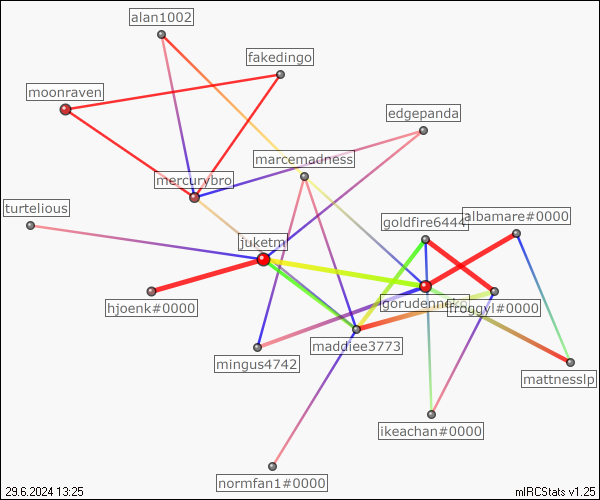 alan1002
fakedingo
moonraven
edgepanda
marcemadness
mercurybro
turtelious
goldfire6444
albamare#0000
juketm
hjoenk#0000
froggyl#0000
maddiee3773
mingus4742
mattnesslp
ikeachan#0000
normfan1#0000
29.6.2024 13:25
mIRCStats v1.25